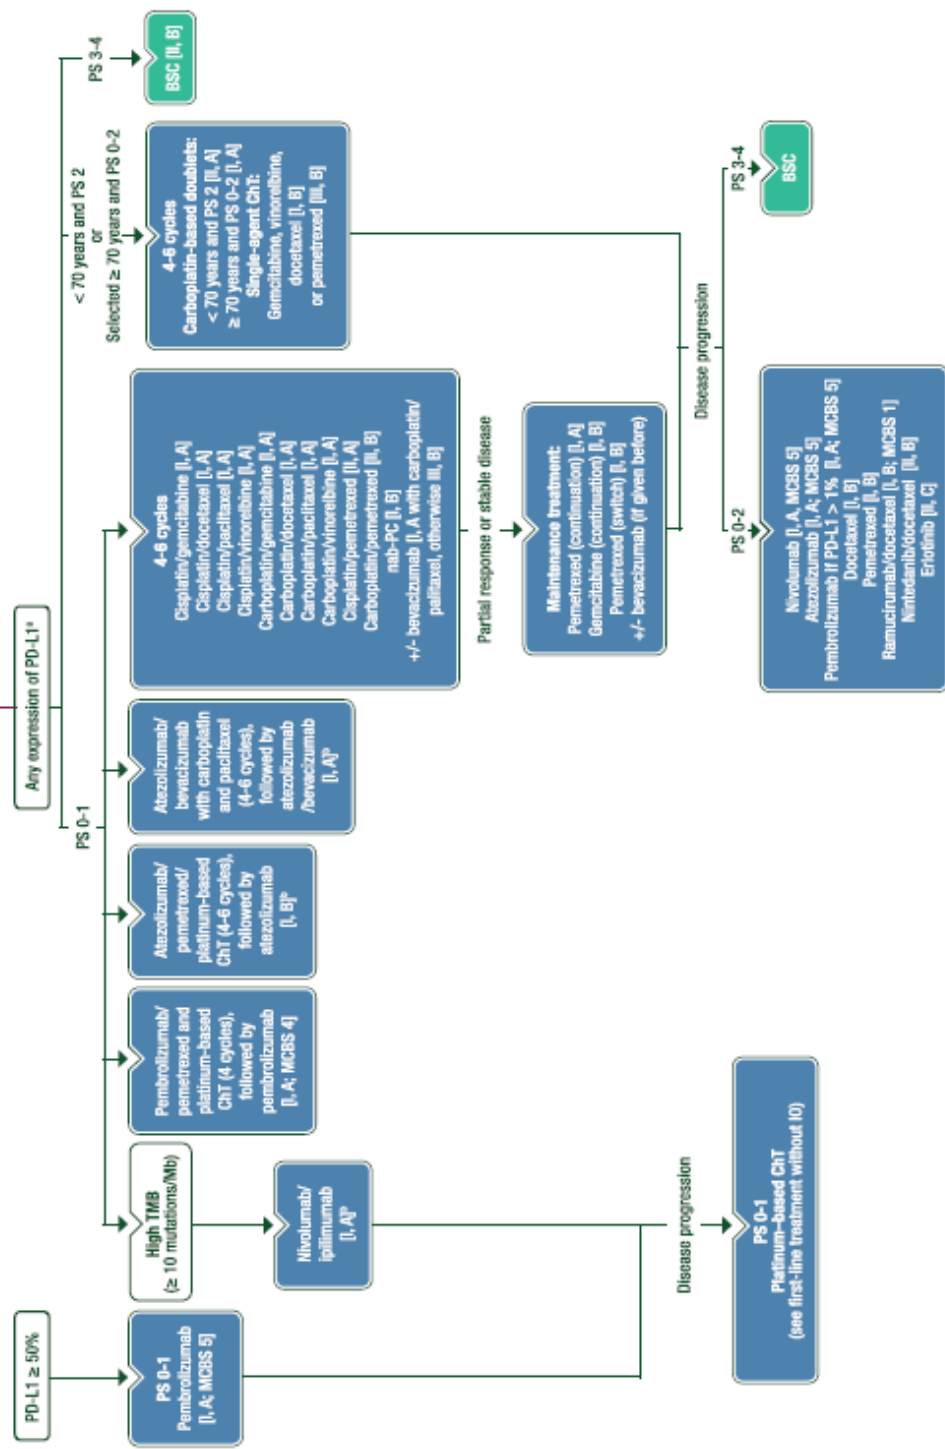 PD-L1 ≥ 50%
Any expression of PD-L1ᵃ
PS 0-1
< 70 years and PS 2
or
Selected ≥ 70 years and PS 0-2
PS 3-4
PS 0-1
Pembrolizumab
[I, A; MCBS 5]
High TMB
(≥ 10 mutations/Mb)
Nivolumab/
ipilimumab
[I, A]ᵇ
Pembrolizumab/
pemetrexed and
platinum-based
ChT (4 cycles),
followed by
pembrolizumab
[I, A; MCBS 4]
Atezolizumab/
pemetrexed/
platinum-based
ChT (4-6 cycles),
followed by
atezolizumab
[I, B]ᵇ
Atezolizumab/
bevacizumab
with carboplatin
and paclitaxel
(4-6 cycles),
followed by
atezolizumab
/bevacizumab
[I, A]ᵇ
4-6 cycles
Cisplatin/gemcitabine [I, A]
Cisplatin/docetaxel [I, A]
Cisplatin/paclitaxel [I, A]
Cisplatin/vinorelbine [I, A]
Carboplatin/gemcitabine [I, A]
Carboplatin/docetaxel [I, A]
Carboplatin/paclitaxel [I, A]
Carboplatin/vinorelbine [I, A]
Cisplatin/pemetrexed [II, A]
Carboplatin/pemetrexed [II, B]
nab-PC [I, B]
+/- bevacizumab [I, A with carboplatin/
palitaxel, otherwise III, B]
4-6 cycles
Carboplatin-based doublets:
< 70 years and PS 2 [II, A]
≥ 70 years and PS 0-2 [I, A]
Single-agent ChT:
Gemcitabine, vinorelbine,
docetaxel [I, B]
or pemetrexed [III, B]
BSC [II, B]
Partial response or stable disease
Maintenance treatment:
Pemetrexed (continuation) [I, A]
Gemcitabine (continuation) [I, B]
Pemetrexed (switch) [I, B]
+/- bevacizumab (if given before)
Disease progression
Disease progression
PS 0-1
Platinum-based ChT
(see first-line treatment without IO)
PS 0-2
PS 3-4
Nivolumab [I, A, MCBS 5]
Atezolizumab [I, A; MCBS 5]
Pembrolizumab if PD-L1 > 1% [I, A; MCBS 5]
Docetaxel [I, B]
Pemetrexed [I, B]
Ramucirumab/docetaxel [I, B; MCBS 1]
Nintedanib/docetaxel [II, B]
Erlotinib [II, C]
BSC